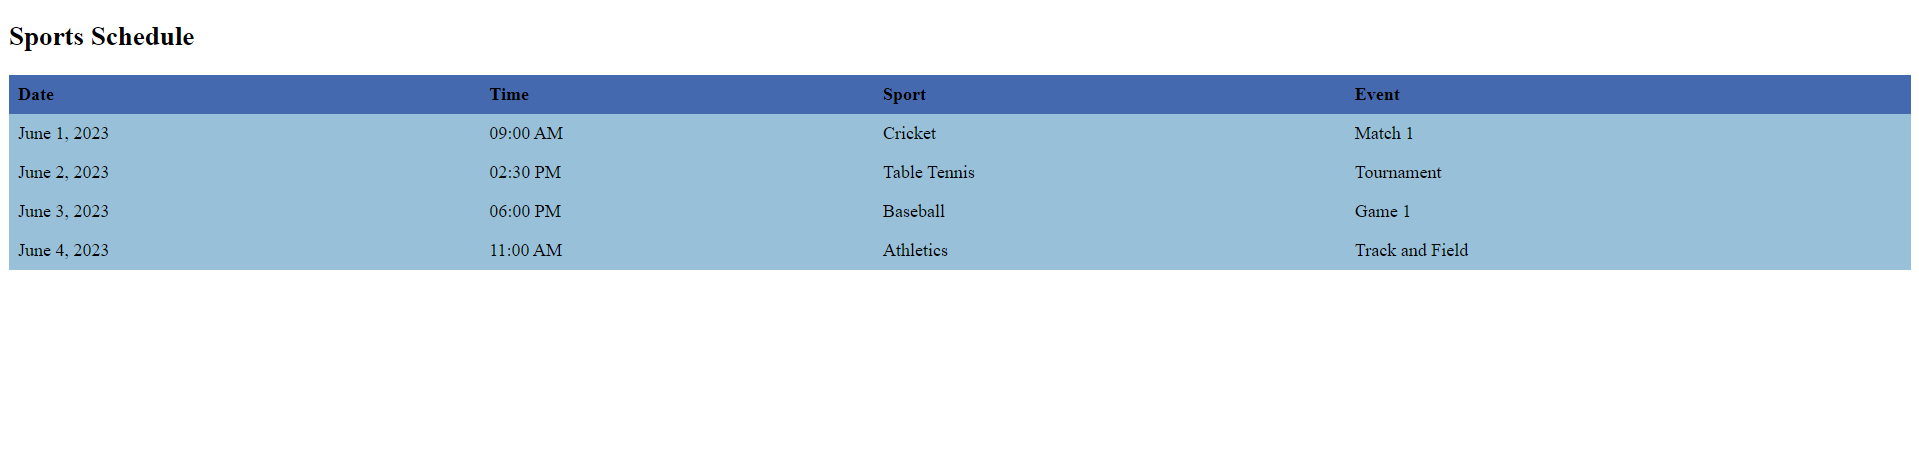 Sports Schedule
Date Time Sport Event
June 1, 2023 09:00 AM Cricket Match 1
June 2, 2023 02:30 PM Table Tennis Tournament
June 3, 2023 06:00 PM Baseball Game 1
June 4, 2023 11:00 AM Athletics Track and Field